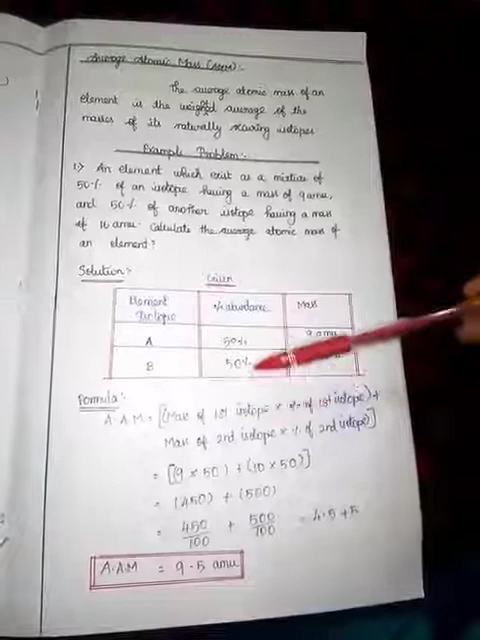 Average Atomic Mass (AAM):-
The average atomic mass of an
element is the weighted average of the
masses of its naturally occuring isotopes
Example Problem:-
1) An element which exist as a mixture of
50% of an isotope having a mass of 9 amu,
and 50% of another isotope having a mass
of 10 amu. Calculate the average atomic mass of
an element?
Solution:-
Given
Element Isotope % abundance Mass
A 50% 9 amu
B 50%
Formula:-
A.A.M = [(Mass of 1st isotope × % of 1st isotope) +
Mass of 2nd isotope × % of 2nd isotope)]
= [(9 × 50) + (10 × 50)]
= (450) + (500)
= 450/100 + 500/100 = 4.5 + 5
A.A.M = 9.5 amu